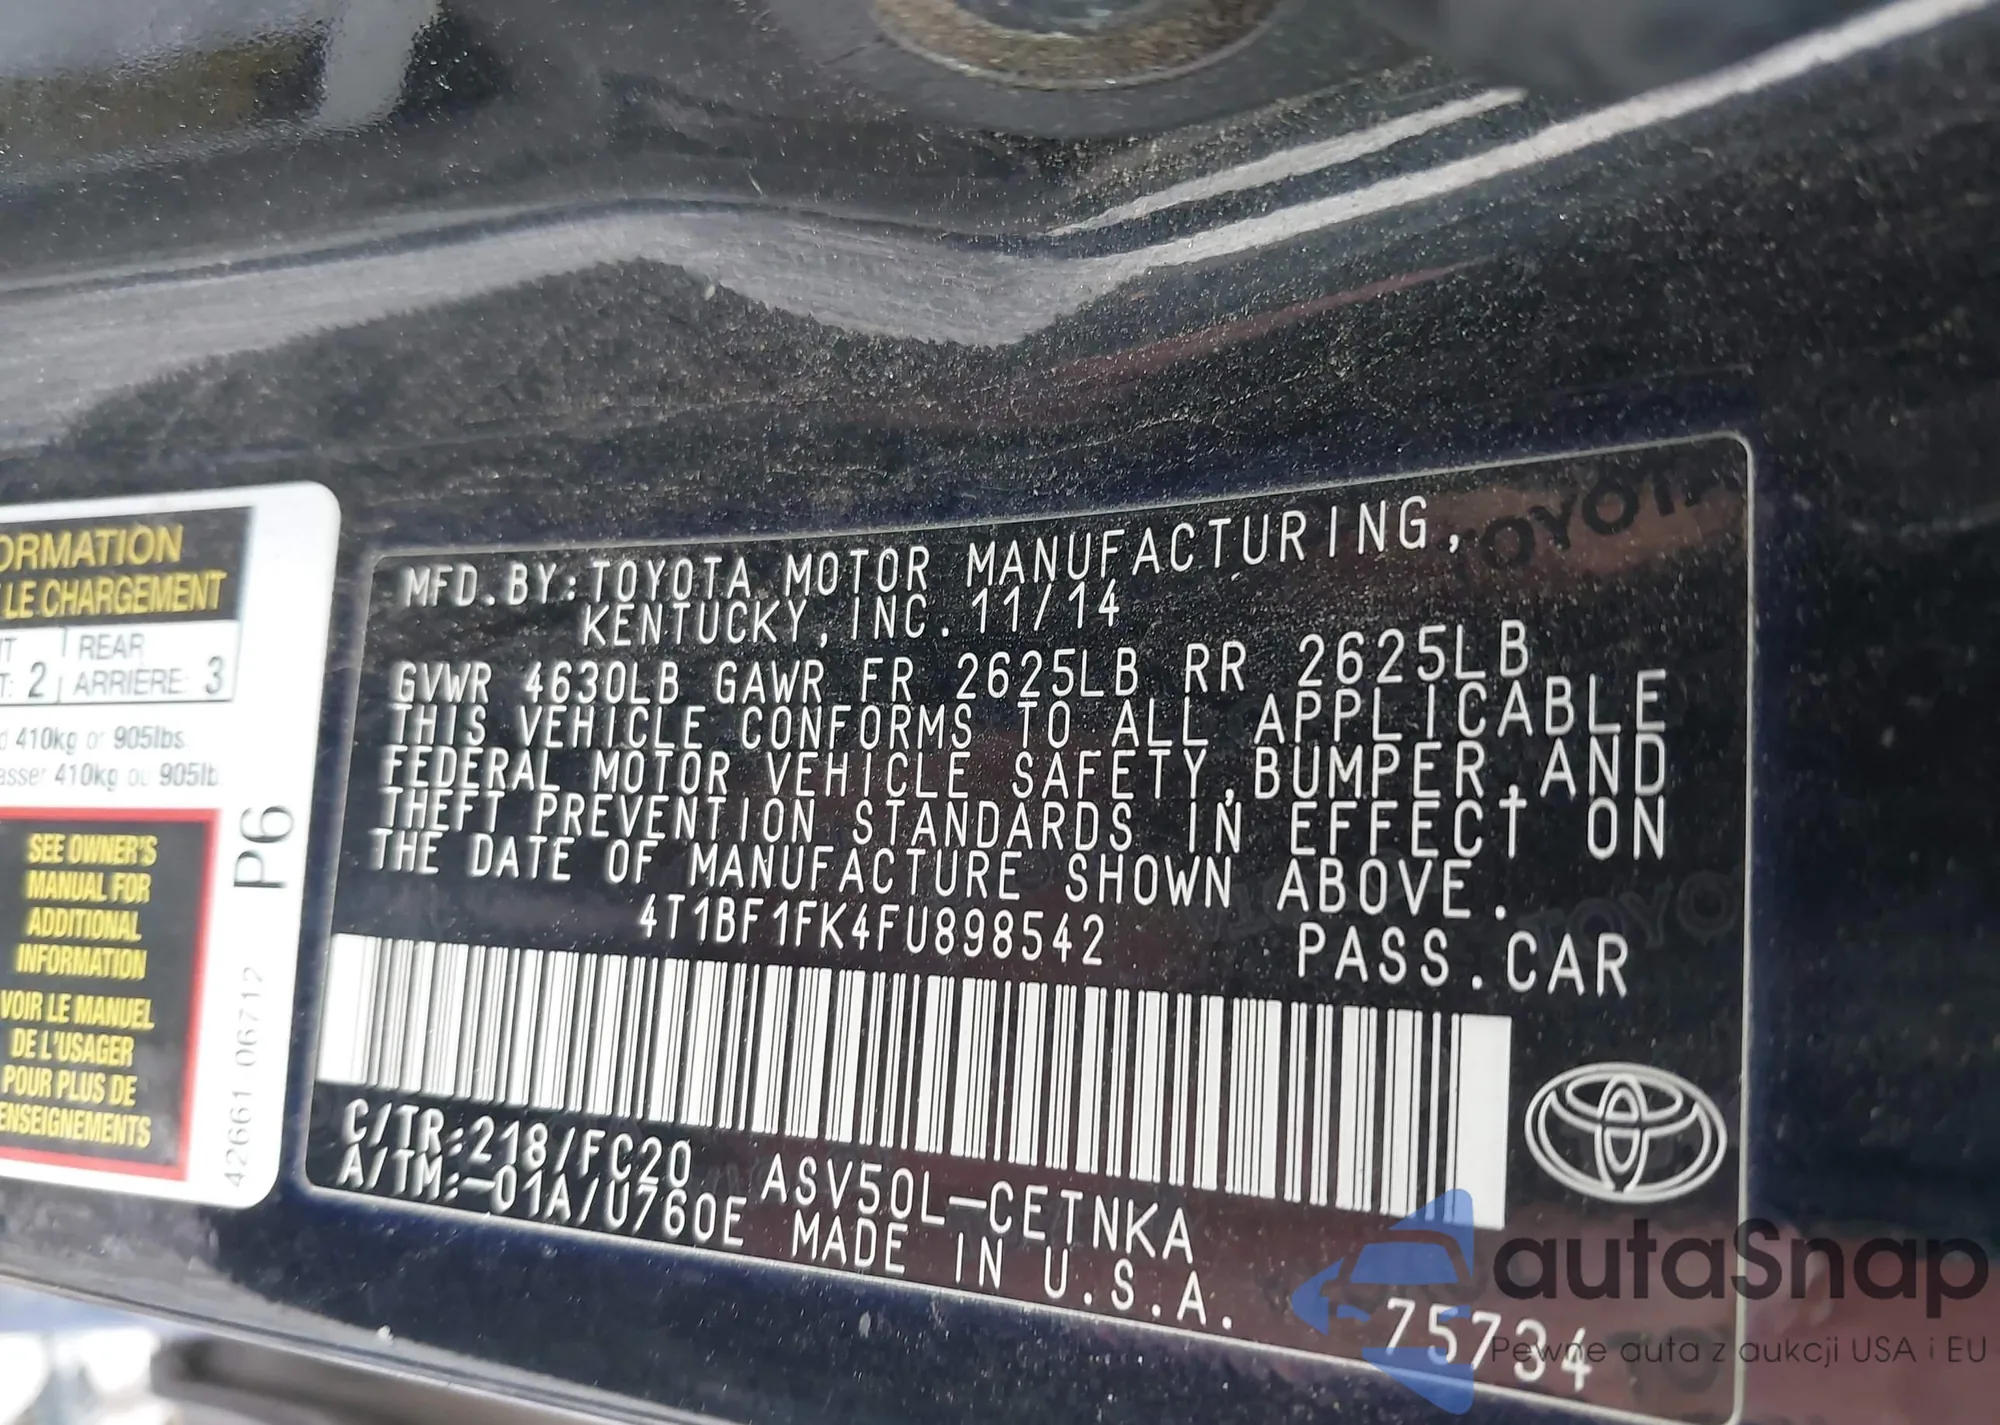 ORMATION
LE CHARGEMENT
REAR
: 2 ARRIÈRE: 3
410kg or 905lbs.
asser 410kg ou 905lb
SEE OWNER'S
MANUAL FOR
ADDITIONAL
INFORMATION
VOIR LE MANUEL
DE L'USAGER
POUR PLUS DE
ENSEIGNEMENTS
P6
42661 06712
MFD.BY:TOYOTA MOTOR MANUFACTURING,
KENTUCKY,INC. 11/14
GVWR 4630LB GAWR FR 2625LB RR 2625LB
THIS VEHICLE CONFORMS TO ALL APPLICABLE
FEDERAL MOTOR VEHICLE SAFETY,BUMPER,AND
THEFT PREVENTION STANDARDS IN EFFECT ON
THE DATE OF MANUFACTURE SHOWN ABOVE.
4T1BF1FK4FU898542 PASS.CAR
C/TR:218/FC20 ASV50L-CETNKA
A/TM:-01A/U760E MADE IN U.S.A.
75734
TOYOTA
autaSnap
Pewne auta z aukcji USA i EU